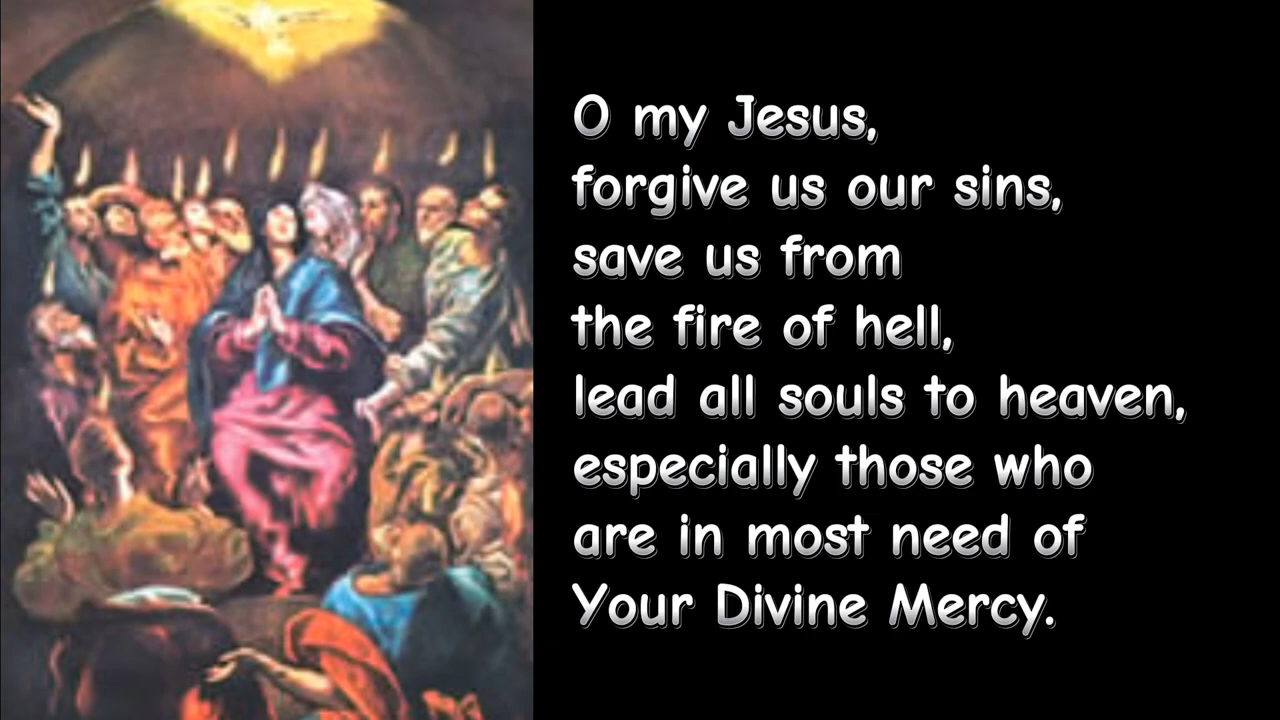 O my Jesus,
forgive us our sins,
save us from
the fire of hell,
lead all souls to heaven,
especially those who
are in most need of
Your Divine Mercy.